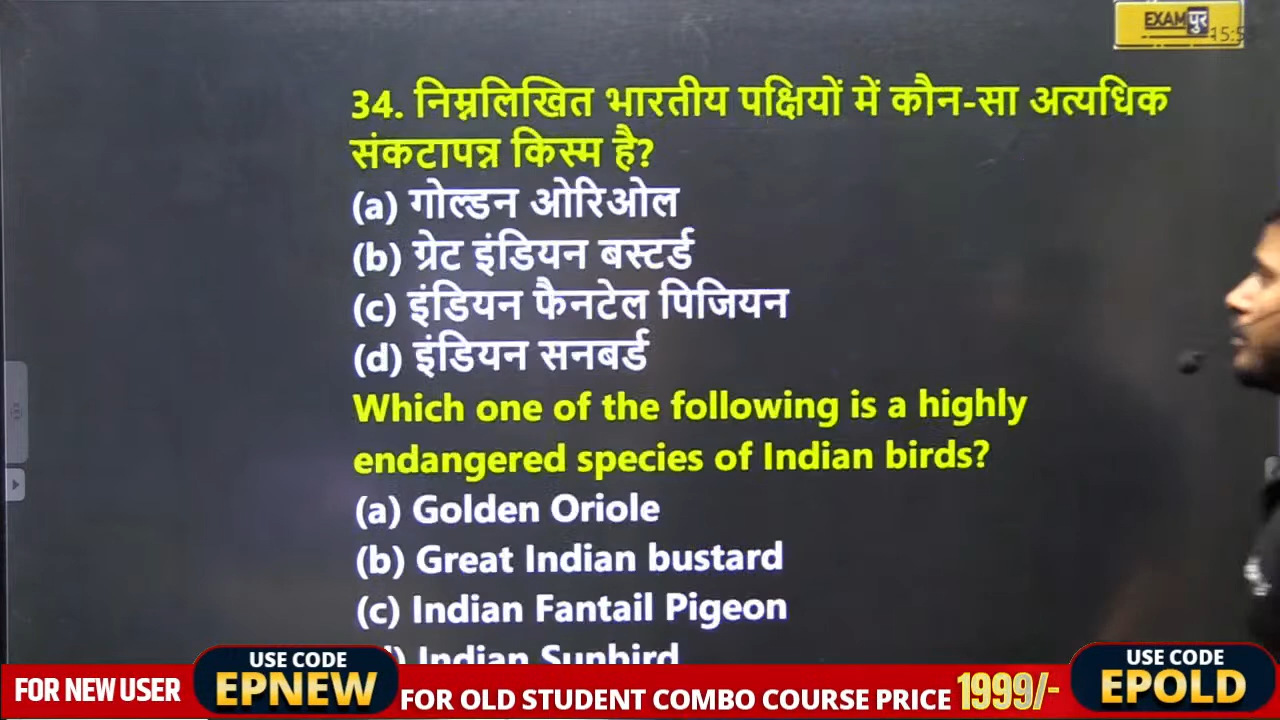 EXAMपुर
34. निम्नलिखित भारतीय पक्षियों में कौन-सा अत्यधिक
संकटापन्न किस्म है?
(a) गोल्डन ओरिओल
(b) ग्रेट इंडियन बस्टर्ड
(c) इंडियन फैनटेल पिजियन
(d) इंडियन सनबर्ड
Which one of the following is a highly
endangered species of Indian birds?
(a) Golden Oriole
(b) Great Indian bustard
(c) Indian Fantail Pigeon
(d) Indian Sunbird
FOR NEW USER
USE CODE
EPNEW
FOR OLD STUDENT COMBO COURSE PRICE 1999/-
USE CODE
EPOLD